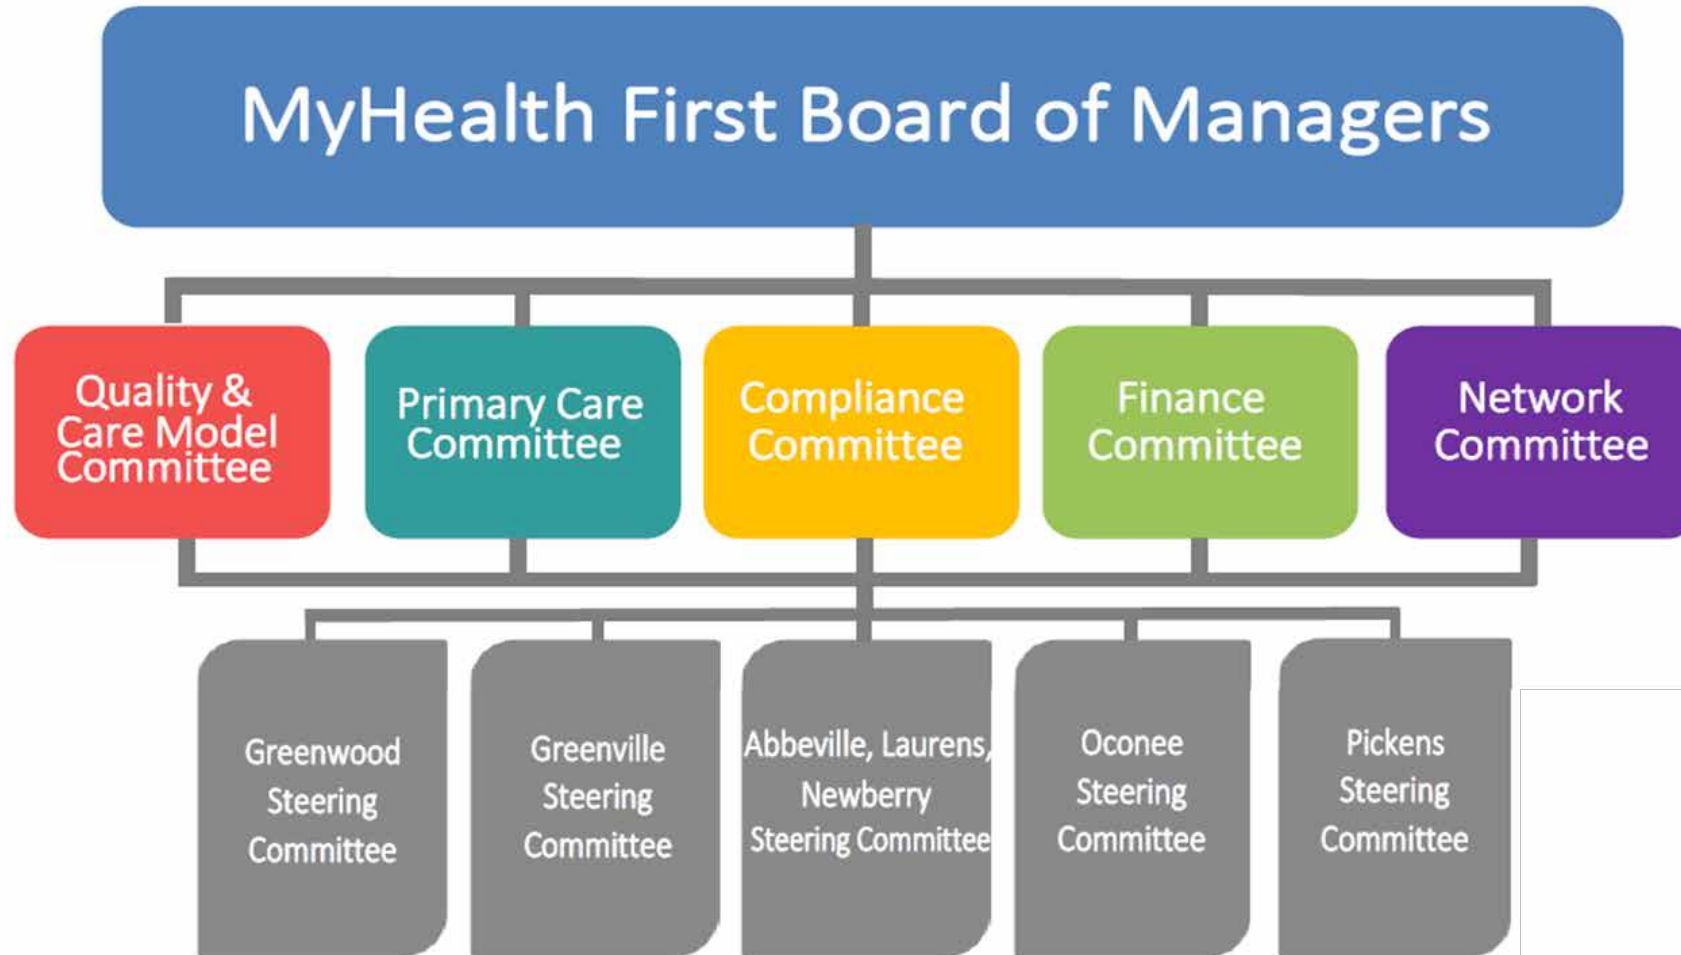 MyHealth First Board of Managers
Quality &
Care Model
Committee
Primary Care
Committee
Compliance
Committee
Finance
Committee
Network
Committee
Greenwood
Steering
Committee
Greenville
Steering
Committee
Abbeville, Laurens,
Newberry
Steering Committee
Oconee
Steering
Committee
Pickens
Steering
Committee